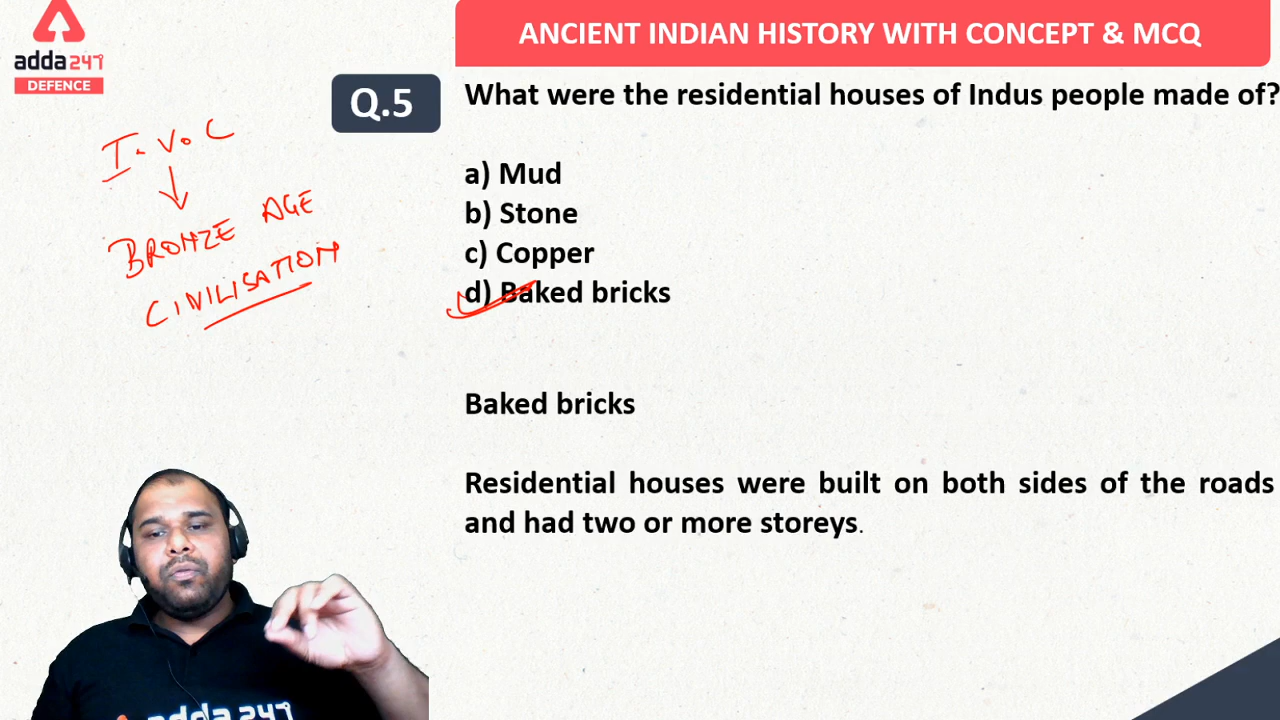 adda247
DEFENCE
ANCIENT INDIAN HISTORY WITH CONCEPT & MCQ
Q.5
What were the residential houses of Indus people made of?
a) Mud
b) Stone
c) Copper
d) Baked bricks
I.V.C
BRONZE AGE
CIVILISATION
Baked bricks
Residential houses were built on both sides of the roads
and had two or more storeys.
adda247